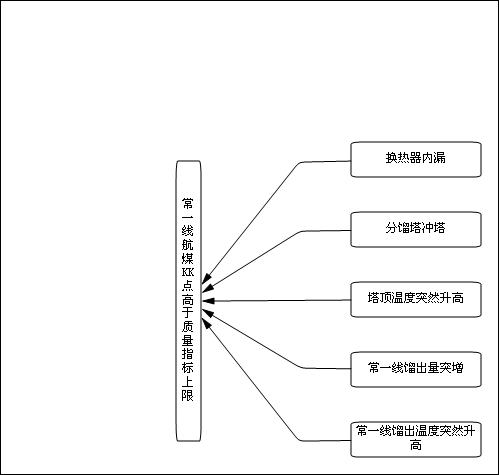 常一线航煤KK点高于质量指标上限
换热器内漏
分馏塔冲塔
塔顶温度突然升高
常一线馏出量突增
常一线馏出温度突然升
高